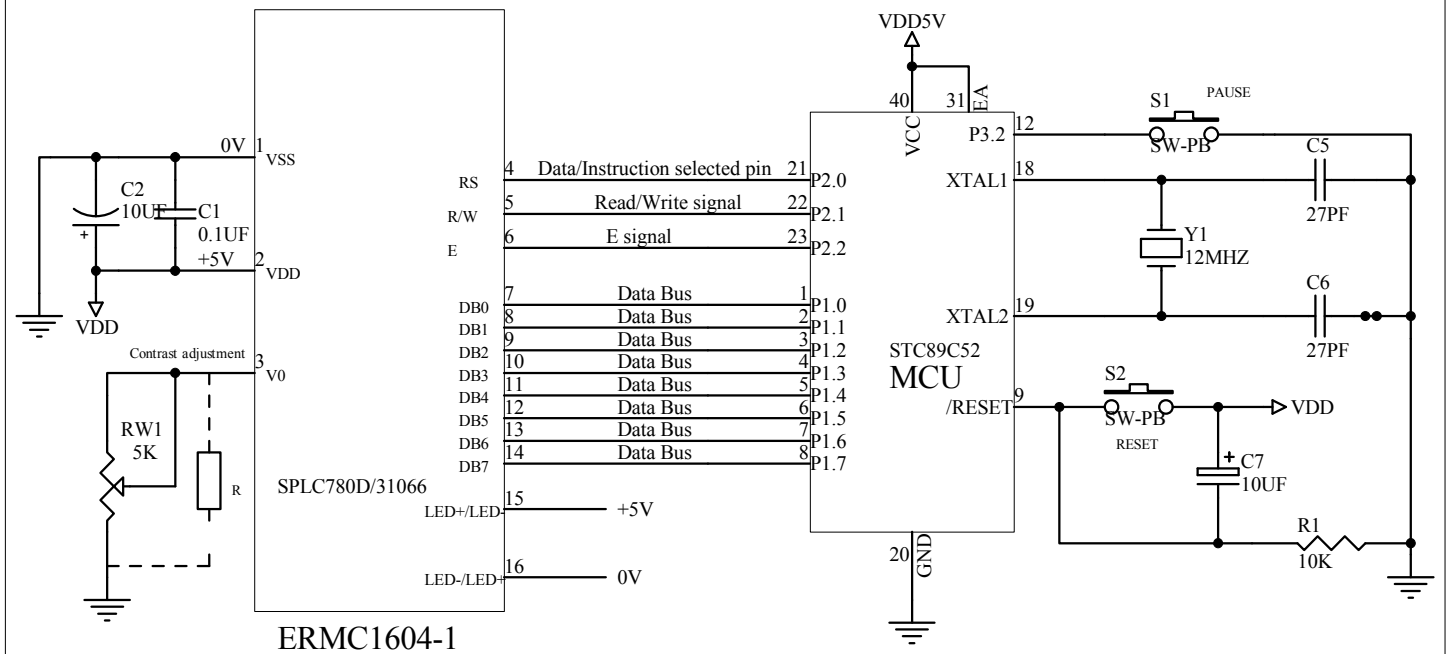 VDD5V
40
31
EA
VCC
S1
PAUSE
P3.2
12
SW-PB
C5
27PF
XTAL1
18
Y1
12MHZ
C6
27PF
XTAL2
19
STC89C52
MCU
S2
/RESET
9
SW-PB
RESET
VDD
C7
+
10UF
R1
10K
20
GND
0V
1
VSS
C2
10UF
+
C1
0.1UF
+5V
2
VDD
VDD
Contrast adjustment
3
V0
RW1
5K
R
SPLC780D/31066
RS
4
Data/Instruction selected pin
21
P2.0
R/W
5
Read/Write signal
22
P2.1
E
6
E signal
23
P2.2
DB0
7
Data Bus
1
P1.0
DB1
8
Data Bus
2
P1.1
DB2
9
Data Bus
3
P1.2
DB3
10
Data Bus
4
P1.3
DB4
11
Data Bus
5
P1.4
DB5
12
Data Bus
6
P1.5
DB6
13
Data Bus
7
P1.6
DB7
14
Data Bus
8
P1.7
LED+/LED-
15
+5V
LED-/LED+
16
0V
ERMC1604-1